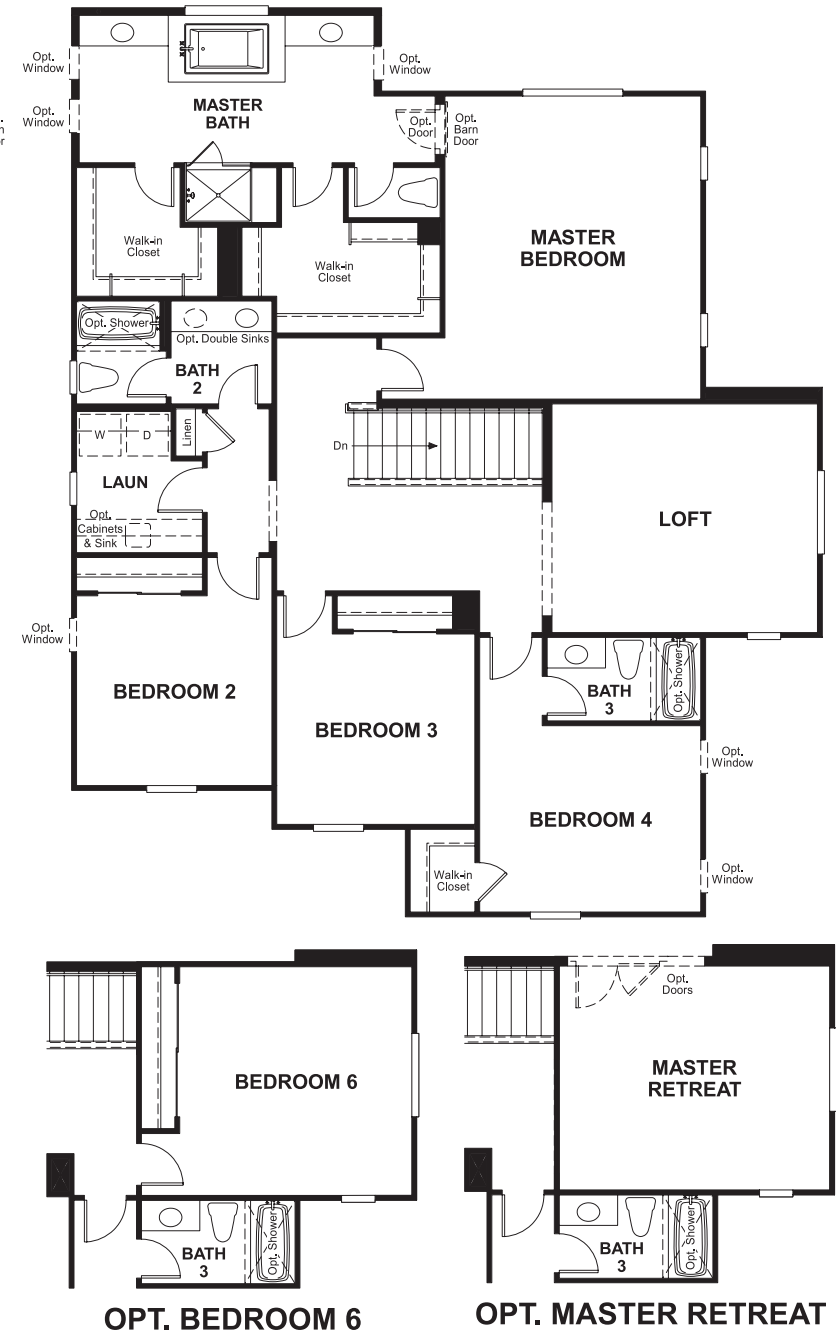 Opt.
Window
Opt.
Window
Opt.
Window
MASTER
BATH
Opt.
Door
Opt.
Barn
Door
Walk-in
Closet
Walk-in
Closet
MASTER
BEDROOM
Opt. Shower
Opt. Double Sinks
BATH
2
W
D
Linen
LAUN
Opt.
Cabinets
& Sink
Dn
LOFT
Opt.
Window
BEDROOM 2
BEDROOM 3
BATH
3
Opt. Shower
Opt.
Window
BEDROOM 4
Opt.
Window
Walk-in
Closet
BEDROOM 6
BATH
3
Opt. Shower
OPT. BEDROOM 6
Opt.
Doors
MASTER
RETREAT
BATH
3
Opt. Shower
OPT. MASTER RETREAT